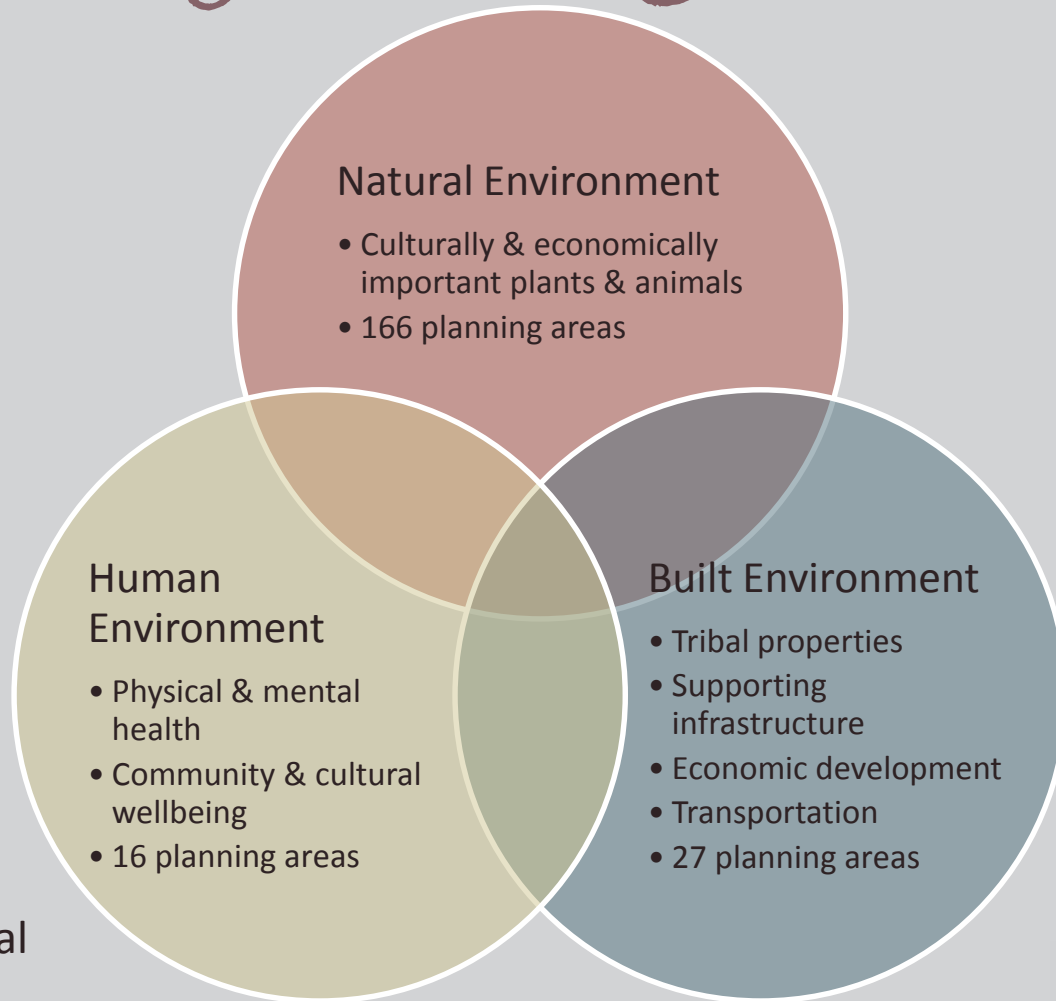 Natural Environment
• Culturally & economically
important plants & animals
• 166 planning areas
Human
Environment
• Physical & mental
health
• Community & cultural
wellbeing
• 16 planning areas
Built Environment
• Tribal properties
• Supporting
infrastructure
• Economic development
• Transportation
• 27 planning areas
al